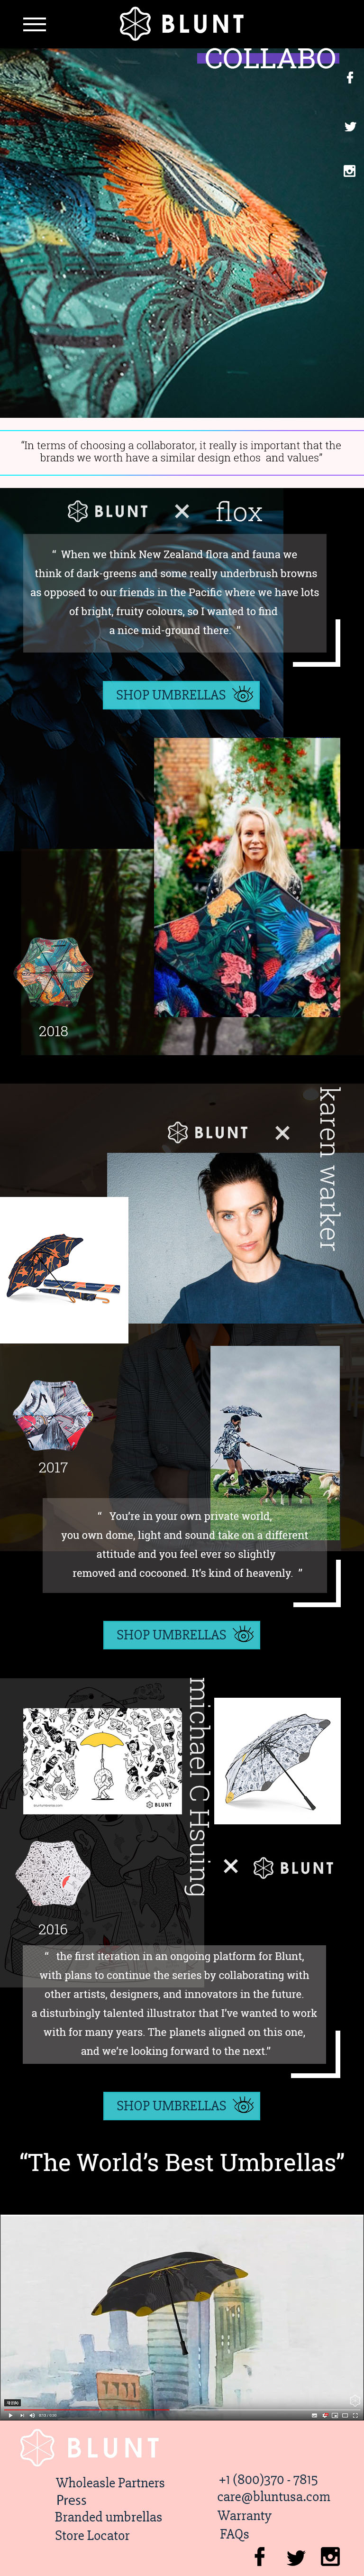 BLUNT
COLLABO
“In terms of choosing a collaborator, it really is important that the
brands we worth have a similar design ethos and values”
BLUNT × flox
“ When we think New Zealand flora and fauna we
think of dark-greens and some really underbrush browns
as opposed to our friends in the Pacific where we have lots
of bright, fruity colours, so I wanted to find
a nice mid-ground there. ”
SHOP UMBRELLAS
2018
BLUNT ×
karen warker
2017
“ You’re in your own private world,
you own dome, light and sound take on a different
attitude and you feel ever so slightly
removed and cocooned. It’s kind of heavenly. ”
SHOP UMBRELLAS
michael C Hsiung
BLUNT
× BLUNT
2016
“ the first iteration in an ongoing platform for Blunt,
with plans to continue the series by collaborating with
other artists, designers, and innovators in the future.
a disturbingly talented illustrator that I’ve wanted to work
with for many years. The planets aligned on this one,
and we’re looking forward to the next.”
SHOP UMBRELLAS
“The World’s Best Umbrellas”
BLUNT
Wholeasle Partners
Press
Branded umbrellas
Store Locator
+1 (800)370 - 7815
care@bluntusa.com
Warranty
FAQs